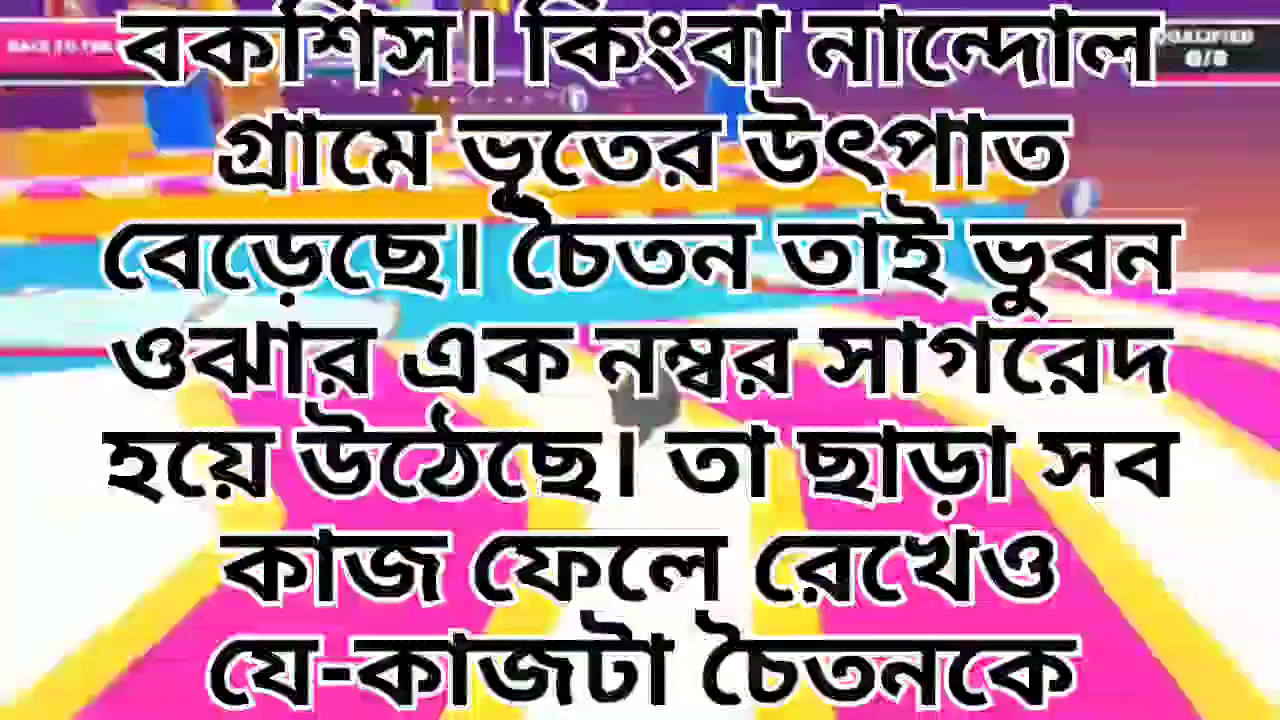 বকশিস। কিংবা নান্দোল
গ্রামে ভূতের উৎপাত
বেড়েছে। চৈতন তাই ভুবন
ওঝার এক নম্বর সাগরেদ
হয়ে উঠেছে। তা ছাড়া সব
কাজ ফেলে রেখেও
যে-কাজটা চৈতনকে